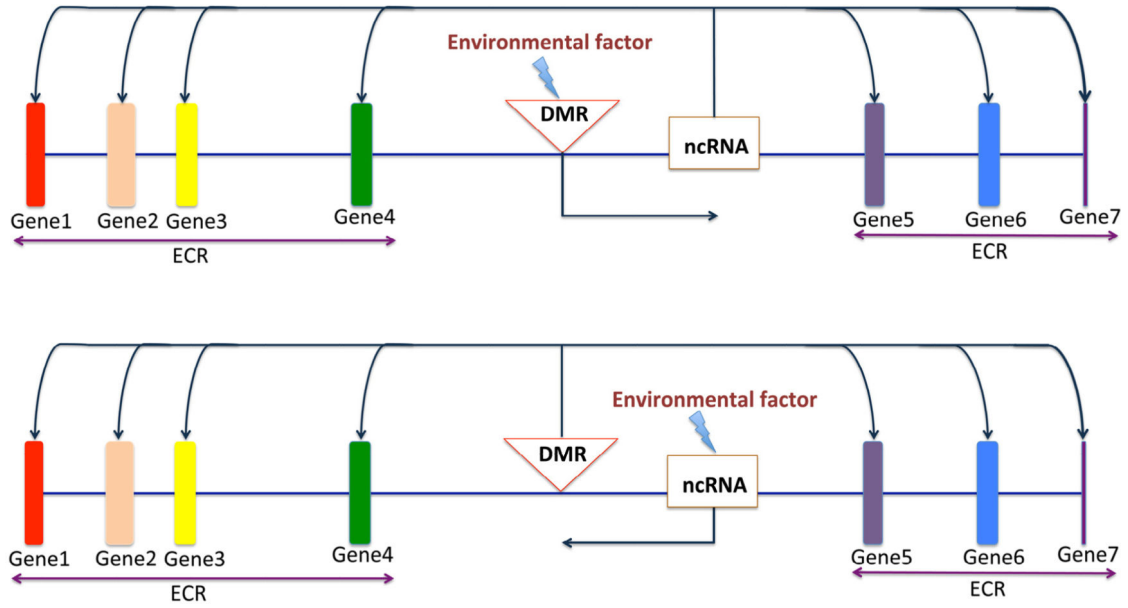 Environmental factor
DMR
ncRNA
Gene1
Gene2
Gene3
Gene4
Gene5
Gene6
Gene7
ECR
ECR
Environmental factor
DMR
ncRNA
Gene1
Gene2
Gene3
Gene4
Gene5
Gene6
Gene7
ECR
ECR